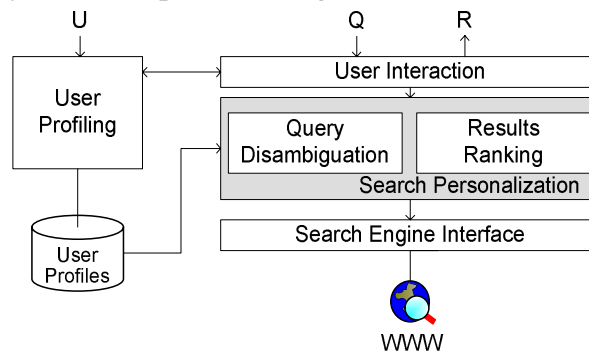 U
Q
R
User
Profiling
User Interaction
Query
Disambiguation
Results
Ranking
Search Personalization
User
Profiles
Search Engine Interface
WWW